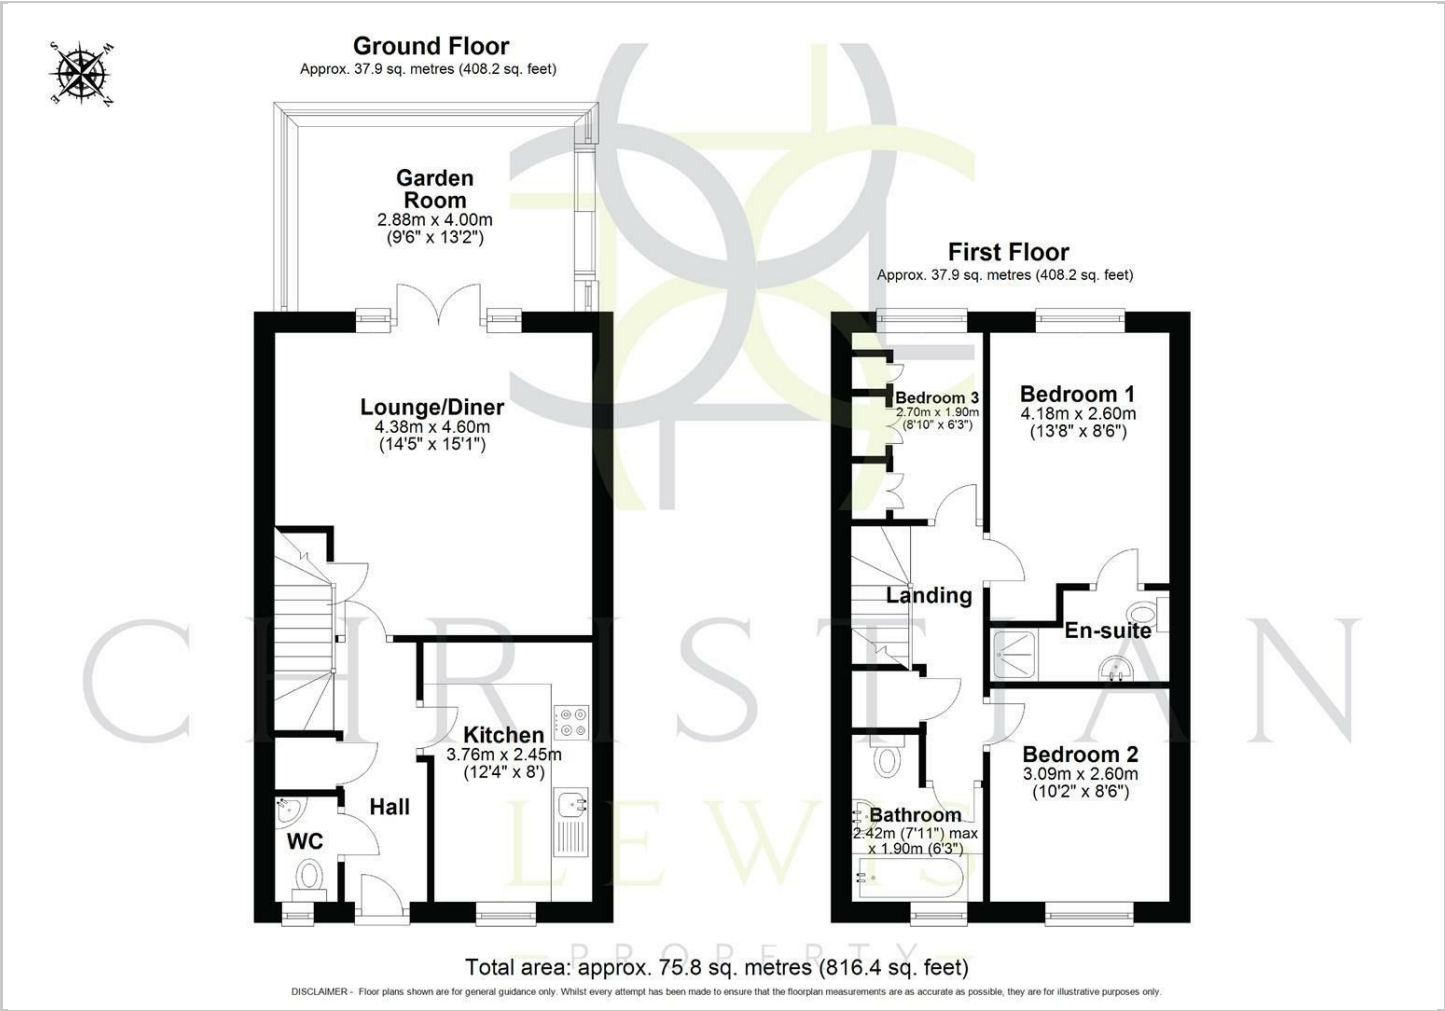 Ground Floor
Approx. 37.9 sq. metres (408.2 sq. feet)
S W
E N
Garden
Room
2.88m x 4.00m
(9'6" x 13'2")
Lounge/Diner
4.38m x 4.60m
(14'5" x 15'1")
Kitchen
3.76m x 2.45m
(12'4" x 8')
Hall
WC
First Floor
Approx. 37.9 sq. metres (408.2 sq. feet)
Bedroom 3
2.70m x 1.90m
(8'10" x 6'3")
Bedroom 1
4.18m x 2.60m
(13'8" x 8'6")
Landing
En-suite
Bedroom 2
3.09m x 2.60m
(10'2" x 8'6")
Bathroom
2.42m (7'11") max
x 1.90m (6'3")
CHRISTIAN
LEWIS
PROPERTY
Total area: approx. 75.8 sq. metres (816.4 sq. feet)
DISCLAIMER - Floor plans shown are for general guidance only. Whilst every attempt has been made to ensure that the floorplan measurements are as accurate as possible, they are for illustrative purposes only.